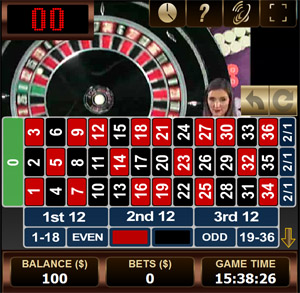 00
?
3 6 9 12 15 18 21 24 27 30 33 36 2/1
0 2 5 8 11 14 17 20 23 26 29 32 35 2/1
1 4 7 10 13 16 19 22 25 28 31 34 2/1
1st 12 2nd 12 3rd 12
1-18 EVEN ODD 19-36
BALANCE ($) BETS ($) GAME TIME
100 0 15:38:26